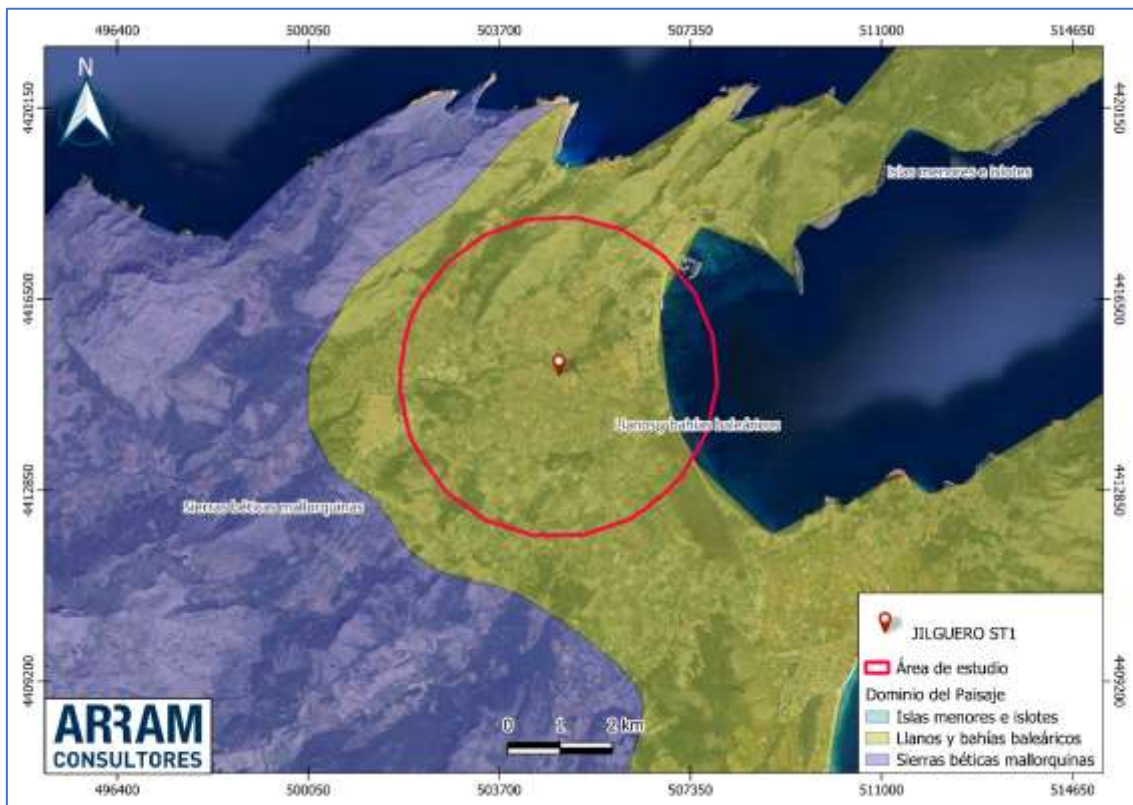 496400 500050 503700 507350 511000 514650
N
4420150
4420150
Islas menores e islotes
4416500
4416500
Llanos y bahías baleáricos
4412850
4412850
Sierras béticas mallorquinas
JILGUERO ST1
Área de estudio
Dominio del Paisaje
Islas menores e islotes
Llanos y bahías baleáricos
Sierras béticas mallorquinas
4409200
4409200
ARRAM
CONSULTORES
0 1 2 km
496400 500050 503700 507350 511000 514650